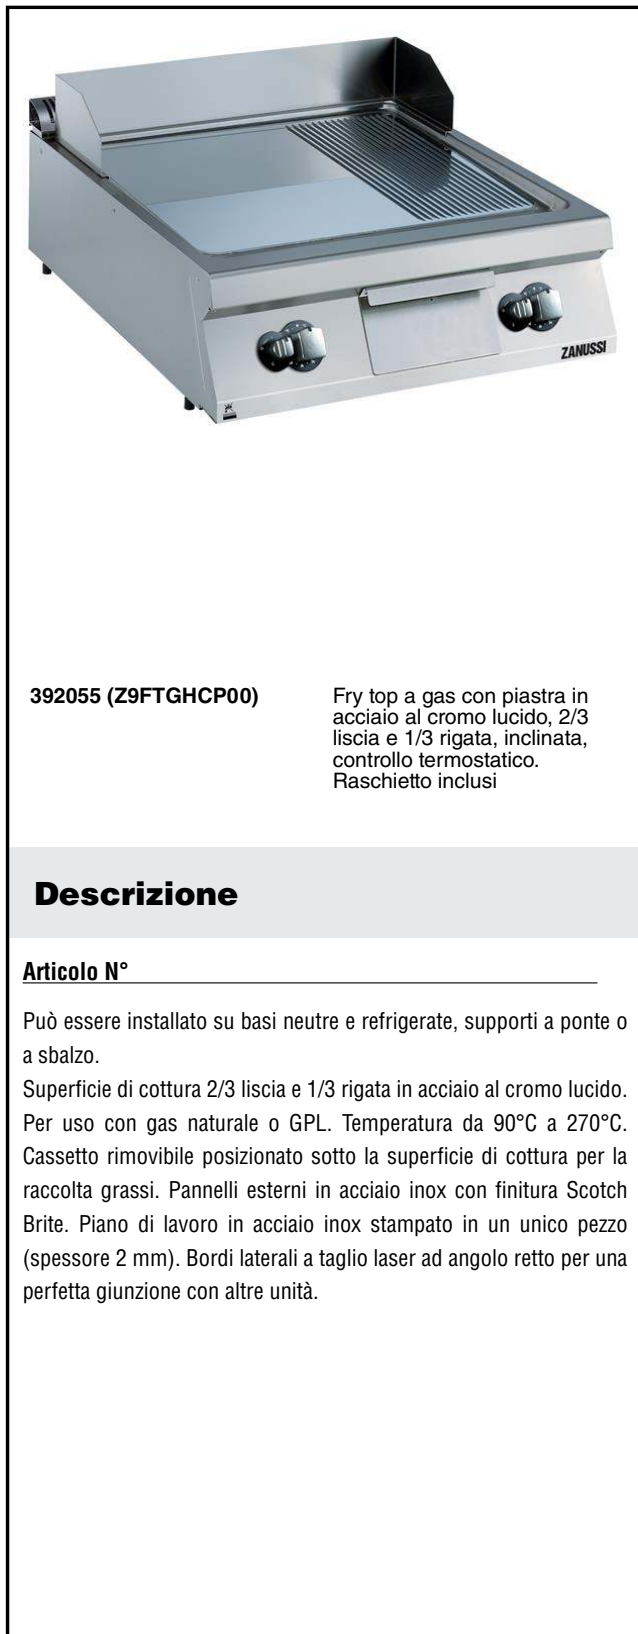 ZANUSSI
392055 (Z9FTGHCP00)
Fry top a gas con piastra in
acciaio al cromo lucido, 2/3
liscia e 1/3 rigata, inclinata,
controllo termostatico.
Raschietto inclusi
Descrizione
Articolo N°
Può essere installato su basi neutre e refrigerate, supporti a ponte o
a sbalzo.
Superficie di cottura 2/3 liscia e 1/3 rigata in acciaio al cromo lucido.
Per uso con gas naturale o GPL. Temperatura da 90°C a 270°C.
Cassetto rimovibile posizionato sotto la superficie di cottura per la
raccolta grassi. Pannelli esterni in acciaio inox con finitura Scotch
Brite. Piano di lavoro in acciaio inox stampato in un unico pezzo
(spessore 2 mm). Bordi laterali a taglio laser ad angolo retto per una
perfetta giunzione con altre unità.